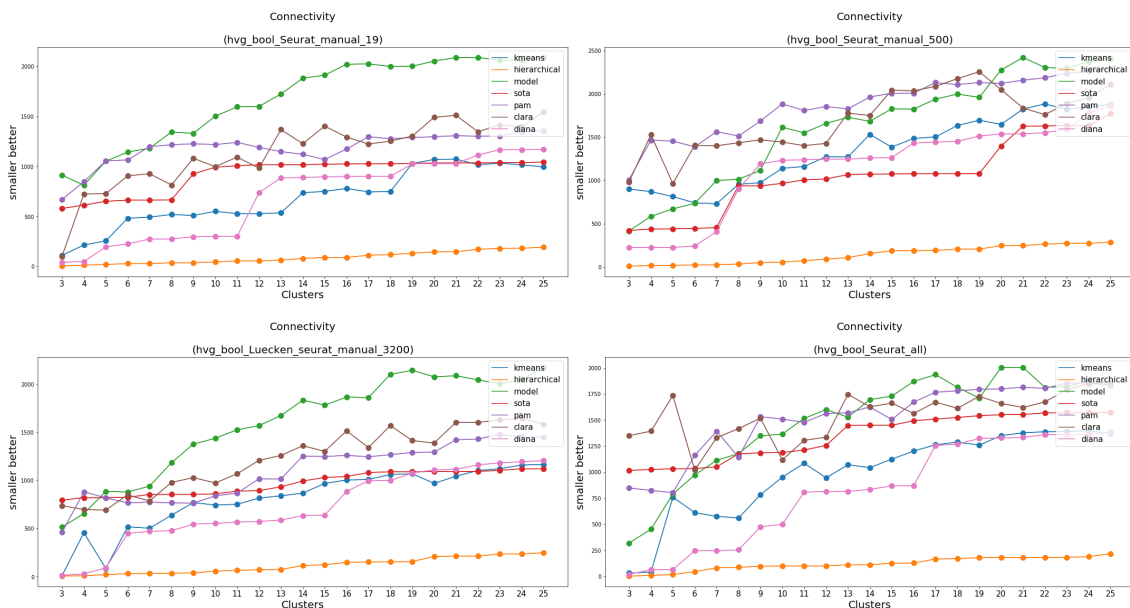 Connectivity
(hvg_bool_Seurat_manual_19)
smaller better
2000
1500
1000
500
0
3 4 5 6 7 8 9 10 11 12 13 14 15 16 17 18 19 20 21 22 23 24 25
Clusters
kmeans
hierarchical
model
sota
pam
clara
diana
Connectivity
(hvg_bool_Seurat_manual_500)
smaller better
2500
2000
1500
1000
500
0
3 4 5 6 7 8 9 10 11 12 13 14 15 16 17 18 19 20 21 22 23 24 25
Clusters
kmeans
hierarchical
model
sota
pam
clara
diana
Connectivity
(hvg_bool_Luecken_seurat_manual_3200)
smaller better
2000
1500
1000
500
0
3 4 5 6 7 8 9 10 11 12 13 14 15 16 17 18 19 20 21 22 23 24 25
Clusters
kmeans
hierarchical
model
sota
pam
clara
diana
Connectivity
(hvg_bool_Seurat_all)
smaller better
2000
1750
1500
1250
1000
750
500
250
0
3 4 5 6 7 8 9 10 11 12 13 14 15 16 17 18 19 20 21 22 23 24 25
Clusters
kmeans
hierarchical
model
sota
pam
clara
diana